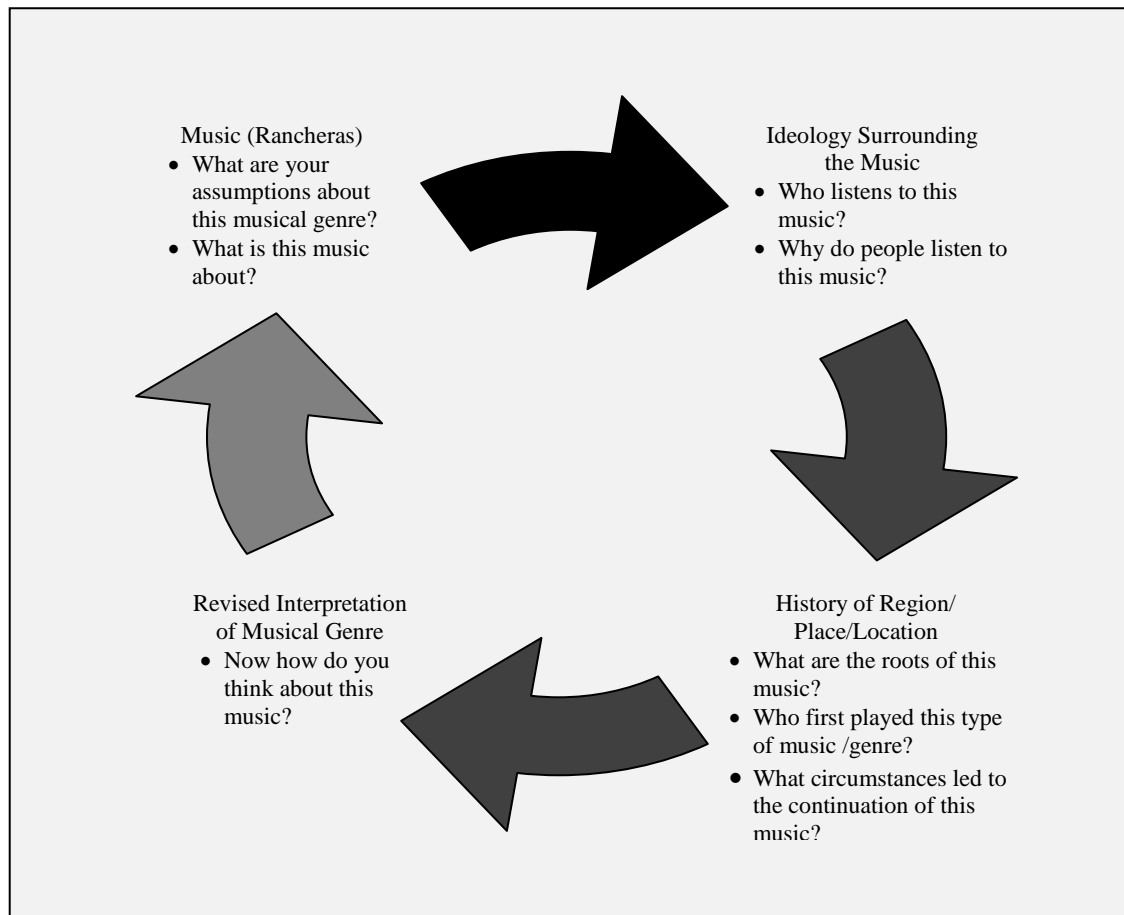 Music (Rancheras)
• What are your
assumptions about
this musical genre?
• What is this music
about?
Ideology Surrounding
the Music
• Who listens to this
music?
• Why do people listen to
this music?
History of Region/
Place/Location
• What are the roots of this
music?
• Who first played this type
of music /genre?
• What circumstances led to
the continuation of this
music?
Revised Interpretation
of Musical Genre
• Now how do you
think about this
music?